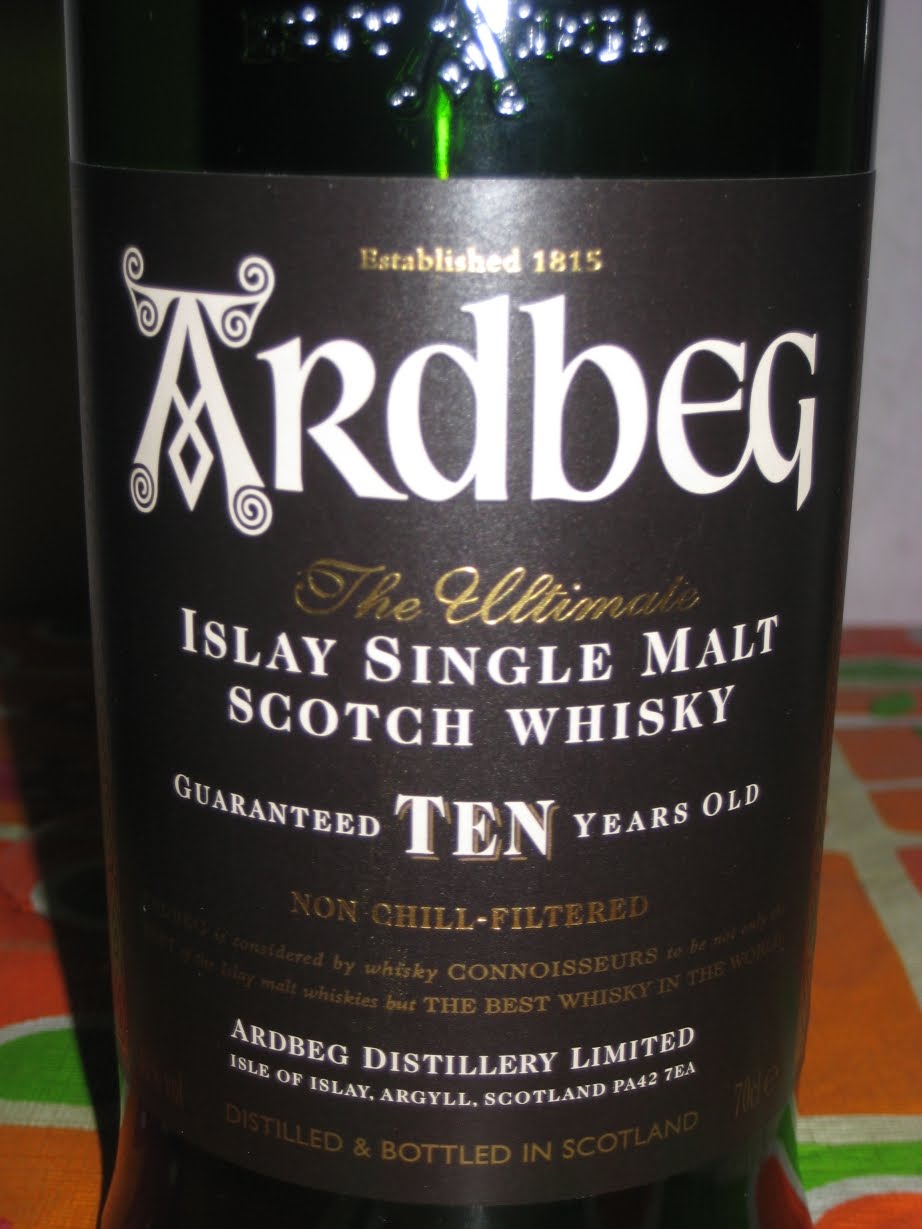 Established 1815
Ardbeg
The Ultimate
ISLAY SINGLE MALT
SCOTCH WHISKY
GUARANTEED TEN YEARS OLD
NON CHILL-FILTERED
is considered by whisky CONNOISSEURS to be not only the
of the Islay malt whiskies but THE BEST WHISKY IN THE WORLD
ARDBEG DISTILLERY LIMITED
ISLE OF ISLAY, ARGYLL, SCOTLAND PA42 7EA
70cl e
DISTILLED & BOTTLED IN SCOTLAND